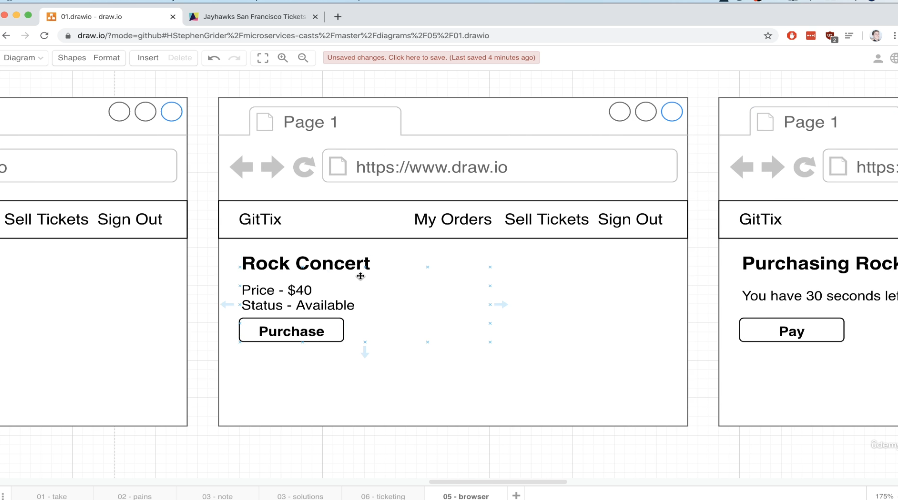 01.drawio - draw.io
Jayhawks San Francisco Tickets
draw.io/?mode=github#HStephenGrider%2Fmicroservices-casts%2Fmaster%2Fdiagrams%2F05%2F01.drawio
Diagram Shapes Format Insert Delete Unsaved changes. Click here to save. (Last saved 4 minutes ago)
Page 1
Page 1
o
https://www.draw.io
https:
Sell Tickets Sign Out
GitTix My Orders Sell Tickets Sign Out
GitTix
Rock Concert
Purchasing Rock
Price - $40
You have 30 seconds lef
Status - Available
Purchase
Pay
ûdemy
01 - take 02 - pains 03 - note 03 - solutions 06 - ticketing 05 - browser
175%